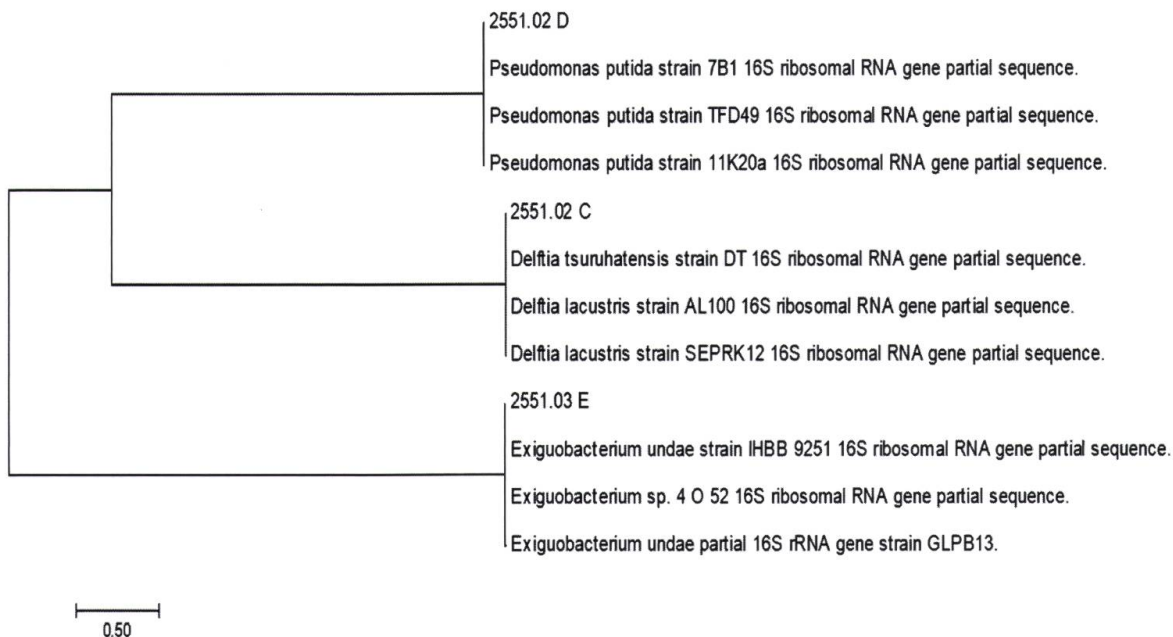 2551.02 D
Pseudomonas putida strain 7B1 16S ribosomal RNA gene partial sequence.
Pseudomonas putida strain TFD49 16S ribosomal RNA gene partial sequence.
Pseudomonas putida strain 11K20a 16S ribosomal RNA gene partial sequence.
2551.02 C
Delftia tsuruhatensis strain DT 16S ribosomal RNA gene partial sequence.
Delftia lacustris strain AL100 16S ribosomal RNA gene partial sequence.
Delftia lacustris strain SEPRK12 16S ribosomal RNA gene partial sequence.
2551.03 E
Exiguobacterium undae strain IHBB 9251 16S ribosomal RNA gene partial sequence.
Exiguobacterium sp. 4 O 52 16S ribosomal RNA gene partial sequence.
Exiguobacterium undae partial 16S rRNA gene strain GLPB13.
0.50